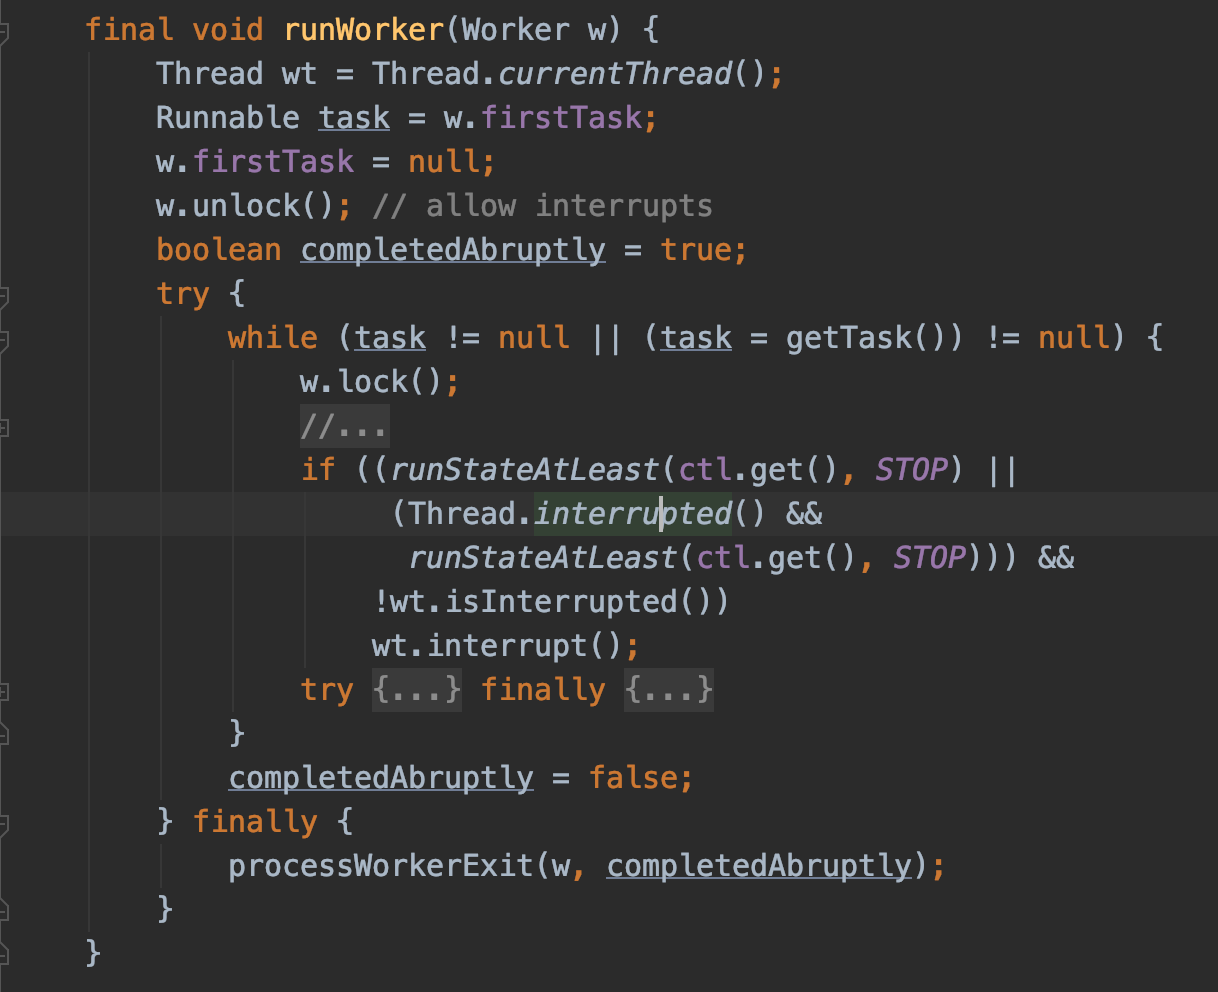 final void runWorker(Worker w) {
Thread wt = Thread.currentThread();
Runnable task = w.firstTask;
w.firstTask = null;
w.unlock(); // allow interrupts
boolean completedAbruptly = true;
try {
while (task != null || (task = getTask()) != null) {
w.lock();
//...
if ((runStateAtLeast(ctl.get(), STOP) ||
(Thread.interrupted() &&
runStateAtLeast(ctl.get(), STOP))) &&
!wt.isInterrupted())
wt.interrupt();
try {...} finally {...}
}
completedAbruptly = false;
} finally {
processWorkerExit(w, completedAbruptly);
}
}